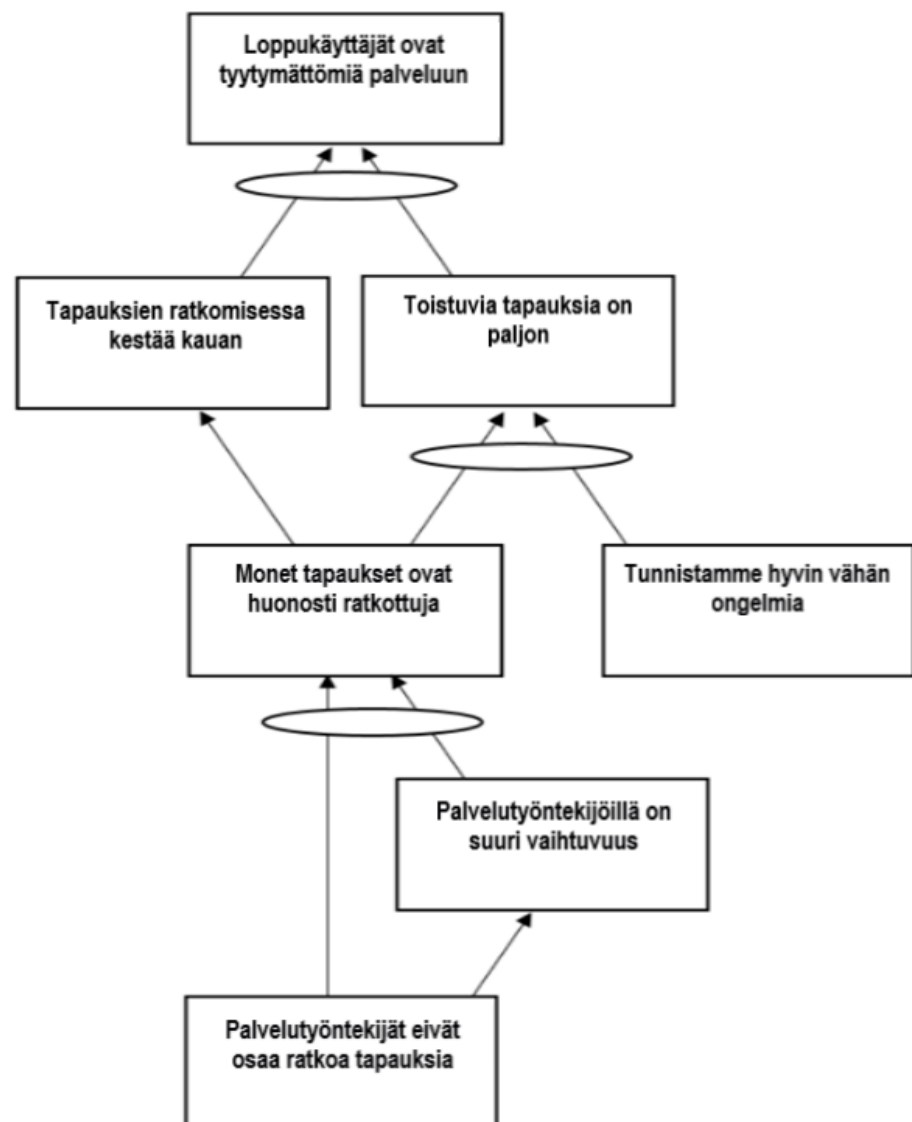 Loppukäyttäjät ovat
tyytymättömiä palveluun
Tapauksien ratkomisessa
kestää kauan
Toistuvia tapauksia on
paljon
Monet tapaukset ovat
huonosti ratkottuja
Tunnistamme hyvin vähän
ongelmia
Palvelutyöntekijöillä on
suuri vaihtuvuus
Palvelutyöntekijät eivät
osaa ratkoa tapauksia